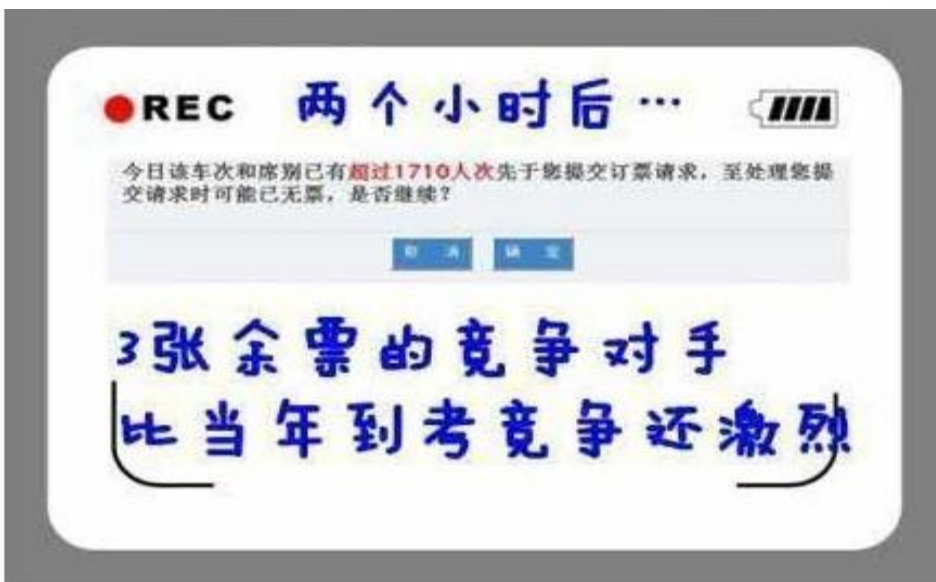 REC 两个小时后…
今日该车次和席别已有超过1710人次先于您提交订票请求，至处理您提
交请求时可能已无票，是否继续？
取 消 确 定
3张余票的竞争对手
比当年到考竞争还激烈